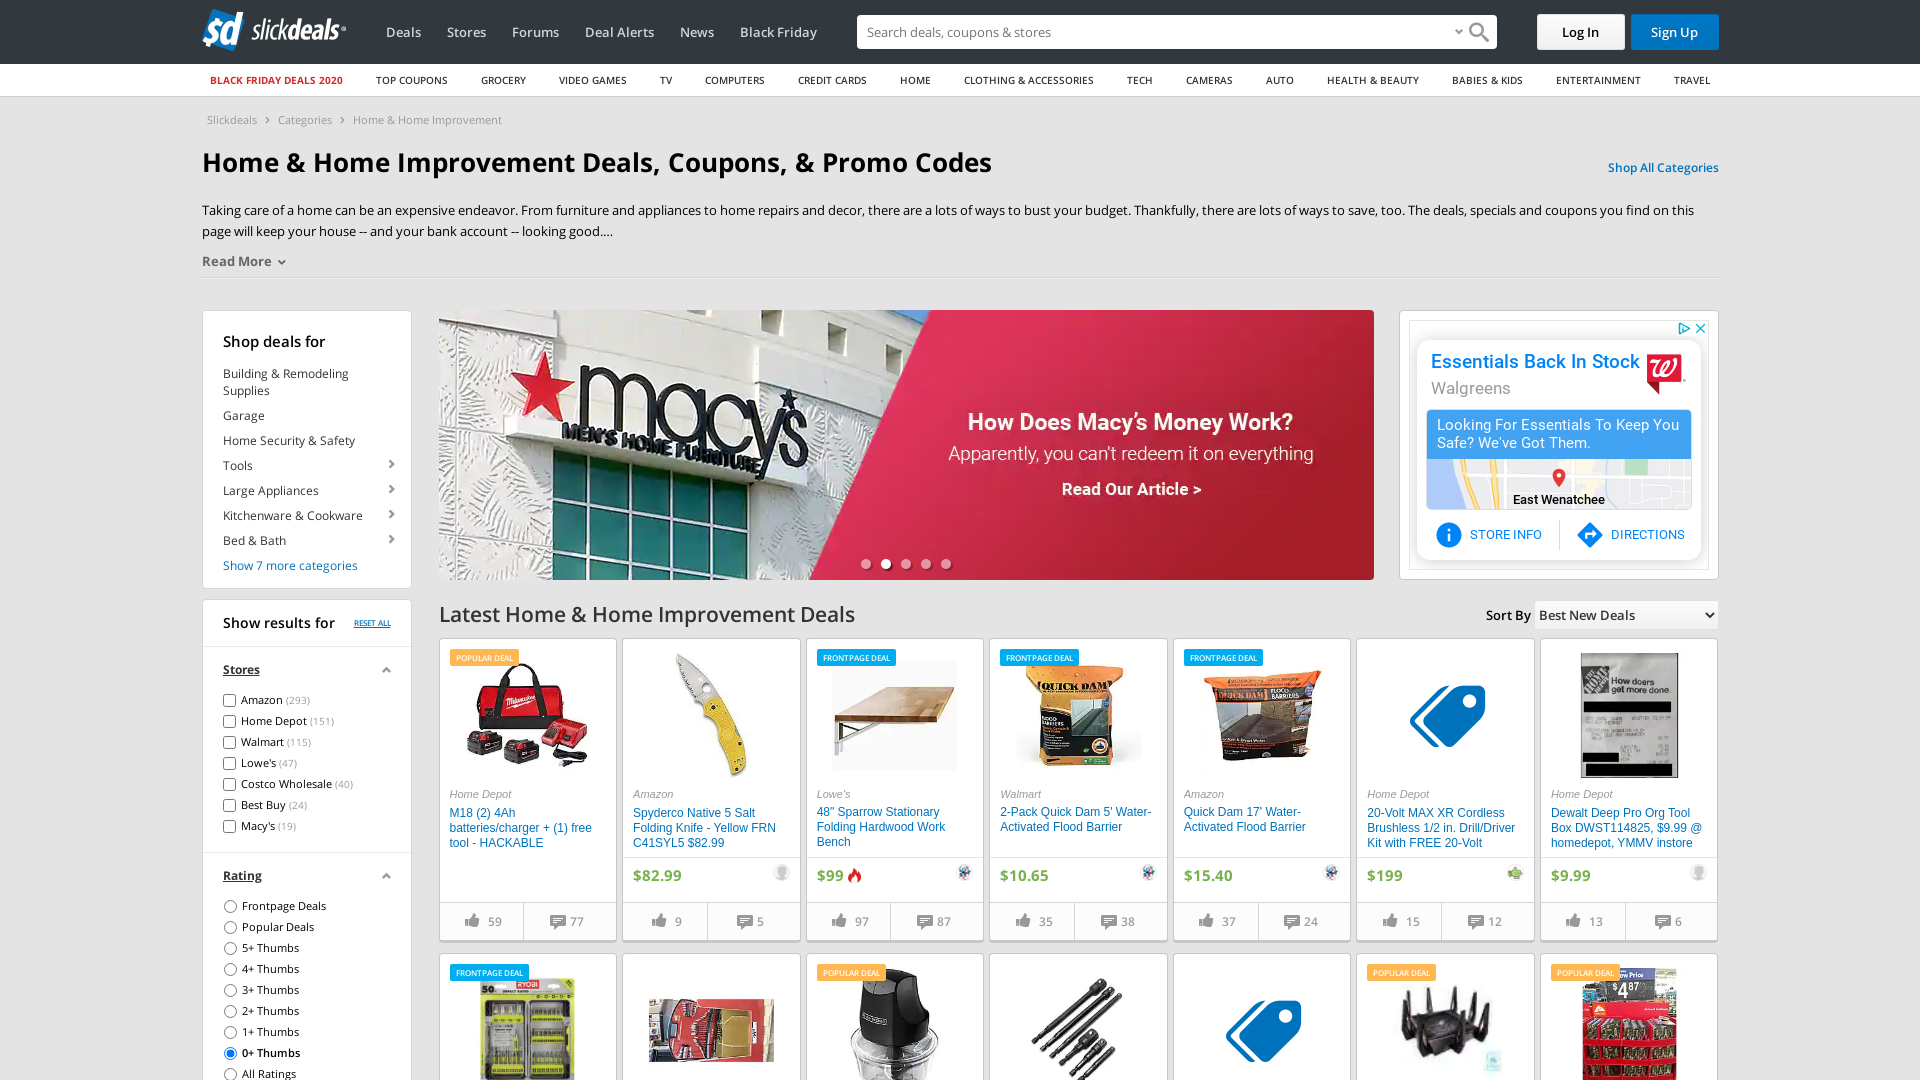 sd slickdeals
Deals Stores Forums Deal Alerts News Black Friday
Search deals, coupons & stores
Log In Sign Up
BLACK FRIDAY DEALS 2020 TOP COUPONS GROCERY VIDEO GAMES TV COMPUTERS CREDIT CARDS HOME CLOTHING & ACCESSORIES TECH CAMERAS AUTO HEALTH & BEAUTY BABIES & KIDS ENTERTAINMENT TRAVEL
Slickdeals > Categories > Home & Home Improvement
Home & Home Improvement Deals, Coupons, & Promo Codes
Shop All Categories
Taking care of a home can be an expensive endeavor. From furniture and appliances to home repairs and decor, there are a lots of ways to bust your budget. Thankfully, there are lots of ways to save, too. The deals, specials and coupons you find on this
page will keep your house -- and your bank account -- looking good.…
Read More
Shop deals for
Building & Remodeling
Supplies
Garage
Home Security & Safety
Tools
Large Appliances
Kitchenware & Cookware
Bed & Bath
Show 7 more categories
Show results for RESET ALL
Stores
Amazon (293)
Home Depot (151)
Walmart (115)
Lowe's (47)
Costco Wholesale (40)
Best Buy (24)
Macy's (19)
Rating
Frontpage Deals
Popular Deals
5+ Thumbs
4+ Thumbs
3+ Thumbs
2+ Thumbs
1+ Thumbs
0+ Thumbs
All Ratings
macy's
MEN'S HOME FURNITURE
How Does Macy's Money Work?
Apparently, you can't redeem it on everything
Read Our Article >
Essentials Back In Stock
Walgreens
Looking For Essentials To Keep You
Safe? We've Got Them.
East Wenatchee
STORE INFO DIRECTIONS
Latest Home & Home Improvement Deals
Sort By Best New Deals
POPULAR DEAL
Milwaukee
Home Depot
M18 (2) 4Ah
batteries/charger + (1) free
tool - HACKABLE
59 77
Amazon
Spyderco Native 5 Salt
Folding Knife - Yellow FRN
C41SYL5 $82.99
$82.99
9 5
FRONTPAGE DEAL
Lowe's
48" Sparrow Stationary
Folding Hardwood Work
Bench
$99
97 87
FRONTPAGE DEAL
QUICK DAM
FLOOD
BARRIERS
Walmart
2-Pack Quick Dam 5' Water-
Activated Flood Barrier
$10.65
35 38
FRONTPAGE DEAL
QUICK DAM
FLOOD
BARRIERS
Amazon
Quick Dam 17' Water-
Activated Flood Barrier
$15.40
37 24
Home Depot
20-Volt MAX XR Cordless
Brushless 1/2 in. Drill/Driver
Kit with FREE 20-Volt
$199
15 12
How doers
get more done.
Home Depot
Dewalt Deep Pro Org Tool
Box DWST114825, $9.99 @
homedepot, YMMV instore
$9.99
13 6
FRONTPAGE DEAL
RYOBI
50
POPULAR DEAL
POPULAR DEAL
POPULAR DEAL
Low Price
$4.87